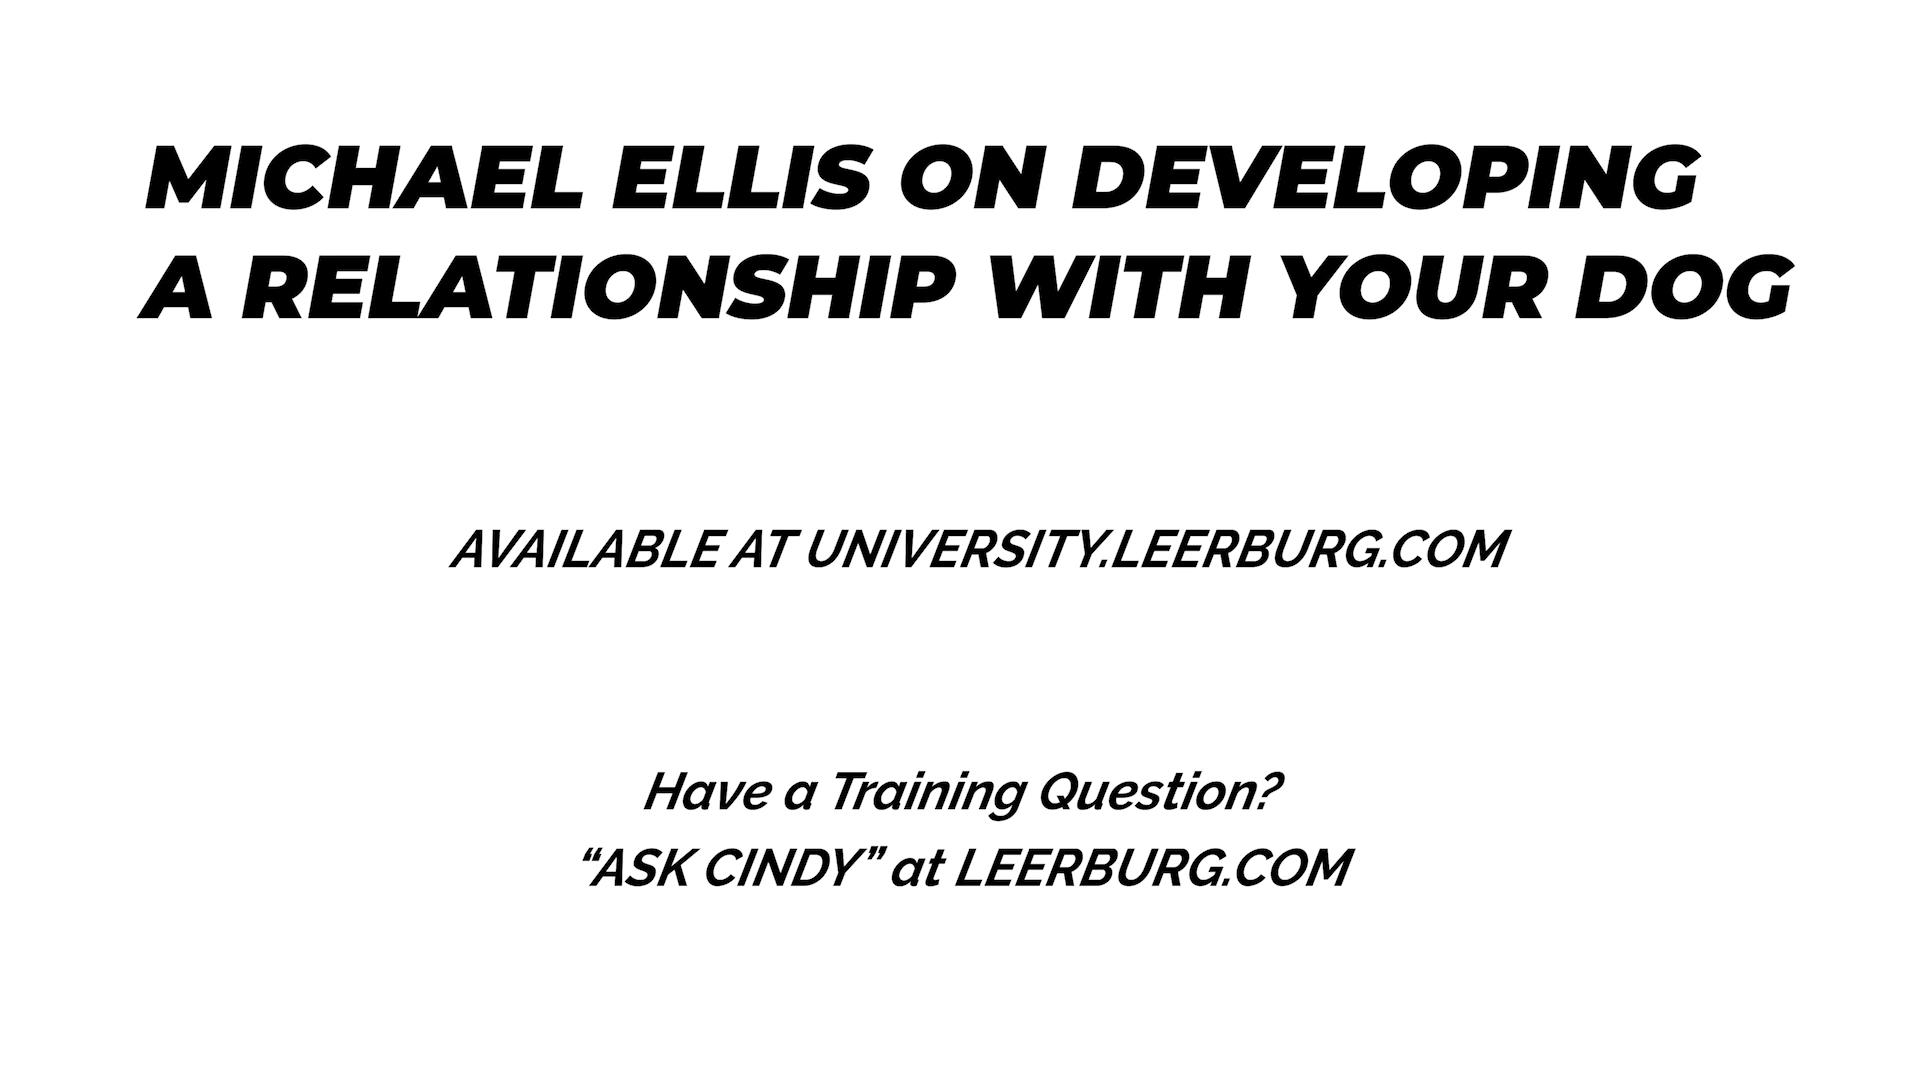 MICHAEL ELLIS ON DEVELOPING
A RELATIONSHIP WITH YOUR DOG
AVAILABLE AT UNIVERSITY.LEERBURG.COM
Have a Training Question?
“ASK CINDY” at LEERBURG.COM